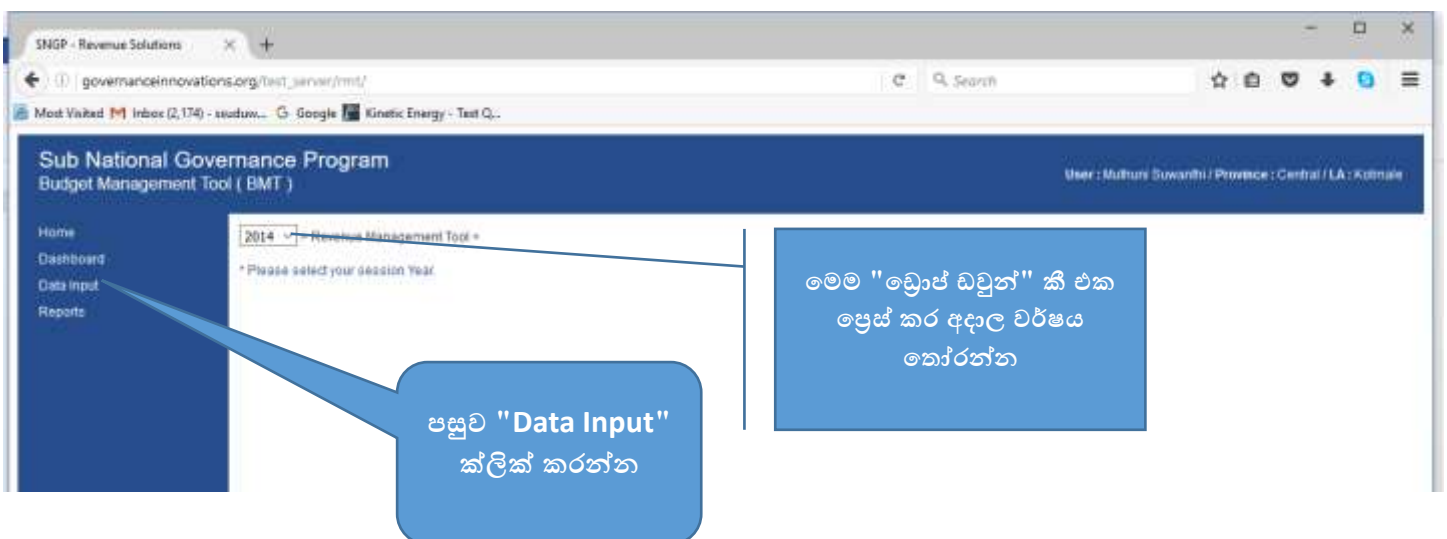 SNGP - Revenue Solutions
governanceinnovations.org/test_server/rmt/
Search
Most Visited Inbox (2,174) - Google Kinetic Energy - Test Q...
Sub National Governance Program
Budget Management Tool ( BMT )
User : Muthuni Suwanthi / Province : Central / LA : Kotmale
Home
Dashboard
Data Input
Reports
2014 - Revenue Management Tool -
* Please select your session Year.
මෙම "ඩ්‍රොප් ඩවුන්" කී එක
ප්‍රෙස් කර අදාල වර්ෂය
තෝරන්න
පසුව "Data Input"
ක්ලික් කරන්න